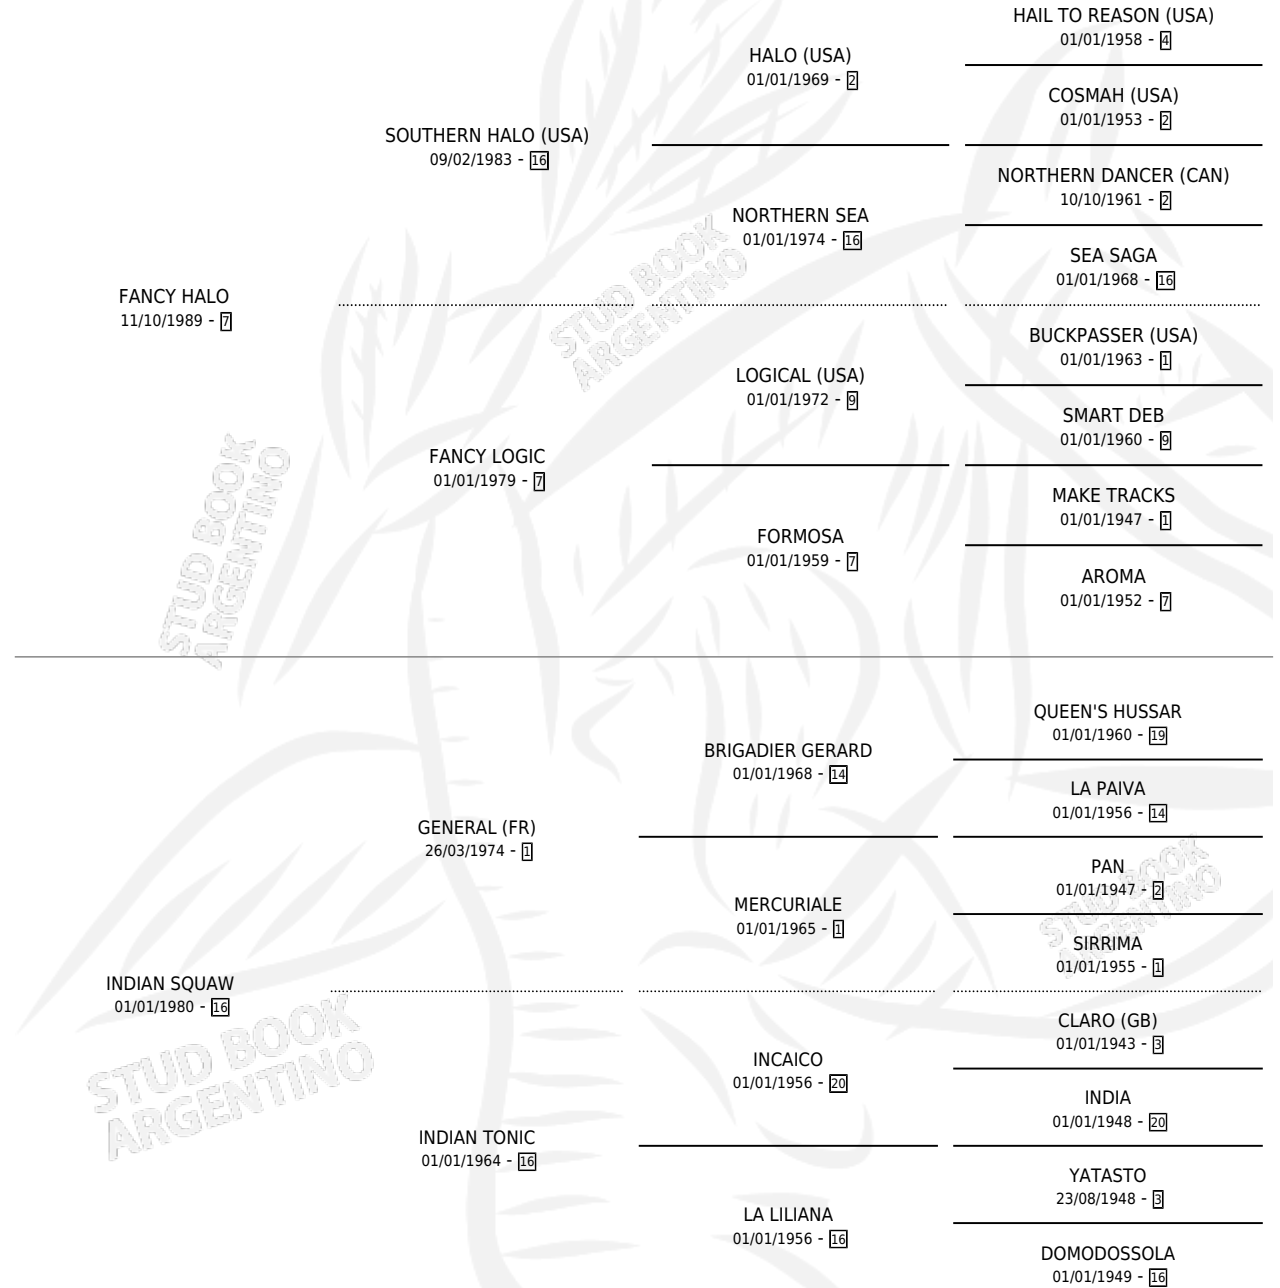 HAIL TO REASON (USA)
01/01/1958 - 4
HALO (USA)
01/01/1969 - 2
COSMAH (USA)
01/01/1953 - 2
SOUTHERN HALO (USA)
09/02/1983 - 16
NORTHERN DANCER (CAN)
10/10/1961 - 2
NORTHERN SEA
01/01/1974 - 16
SEA SAGA
01/01/1968 - 16
FANCY HALO
11/10/1989 - 7
STUD BOOK
ARGENTINO
BUCKPASSER (USA)
01/01/1963 - 1
LOGICAL (USA)
01/01/1972 - 9
SMART DEB
01/01/1960 - 9
FANCY LOGIC
01/01/1979 - 7
MAKE TRACKS
01/01/1947 - 1
FORMOSA
01/01/1959 - 7
AROMA
01/01/1952 - 7
STUD BOOK
ARGENTINO
QUEEN'S HUSSAR
01/01/1960 - 19
BRIGADIER GERARD
01/01/1968 - 14
LA PAIVA
01/01/1956 - 14
GENERAL (FR)
26/03/1974 - 1
PAN
01/01/1947 - 2
MERCURIALE
01/01/1965 - 1
SIRRIMA
01/01/1955 - 1
STUD BOOK
ARGENTINO
INDIAN SQUAW
01/01/1980 - 16
CLARO (GB)
01/01/1943 - 3
INCAICO
01/01/1956 - 20
INDIA
01/01/1948 - 20
STUD BOOK
ARGENTINO
INDIAN TONIC
01/01/1964 - 16
YATASTO
23/08/1948 - 3
LA LILIANA
01/01/1956 - 16
DOMODOSSOLA
01/01/1949 - 16